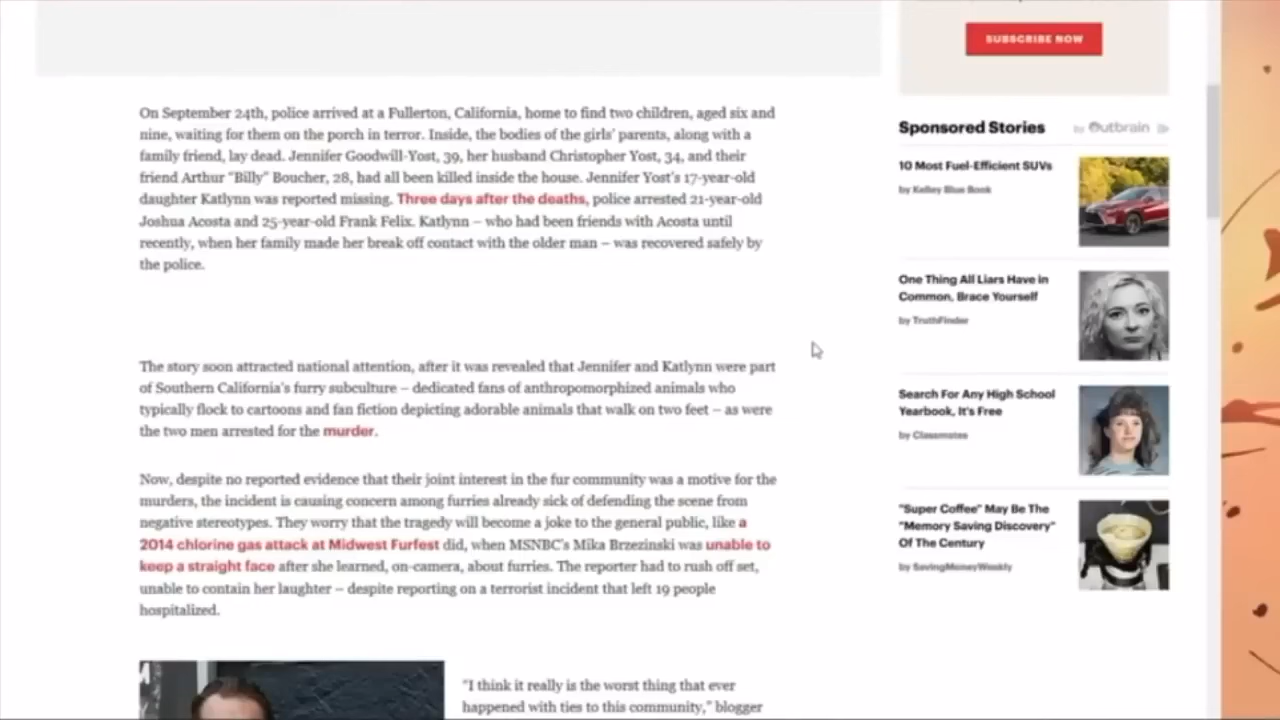 SUBSCRIBE NOW
On September 24th, police arrived at a Fullerton, California, home to find two children, aged six and
nine, waiting for them on the porch in terror. Inside, the bodies of the girls' parents, along with a
family friend, lay dead. Jennifer Goodwill-Yost, 39, her husband Christopher Yost, 34, and their
friend Arthur "Billy" Boucher, 28, had all been killed inside the house. Jennifer Yost's 17-year-old
daughter Katlynn was reported missing. Three days after the deaths, police arrested 21-year-old
Joshua Acosta and 25-year-old Frank Felix. Katlynn – who had been friends with Acosta until
recently, when her family made her break off contact with the older man – was recovered safely by
the police.
The story soon attracted national attention, after it was revealed that Jennifer and Katlynn were part
of Southern California's furry subculture – dedicated fans of anthropomorphized animals who
typically flock to cartoons and fan fiction depicting adorable animals that walk on two feet – as were
the two men arrested for the murder.
Now, despite no reported evidence that their joint interest in the fur community was a motive for the
murders, the incident is causing concern among furries already sick of defending the scene from
negative stereotypes. They worry that the tragedy will become a joke to the general public, like a
2014 chlorine gas attack at Midwest Furfest did, when MSNBC's Mika Brzezinski was unable to
keep a straight face after she learned, on-camera, about furries. The reporter had to rush off set,
unable to contain her laughter – despite reporting on a terrorist incident that left 19 people
hospitalized.
"I think it really is the worst thing that ever
happened with ties to this community," blogger
Sponsored Stories
by Outbrain
10 Most Fuel-Efficient SUVs
by Kelley Blue Book
One Thing All Liars Have in
Common, Brace Yourself
by TruthFinder
Search For Any High School
Yearbook, It's Free
by Classmates
"Super Coffee" May Be The
"Memory Saving Discovery"
Of The Century
by SavingMoneyWeekly